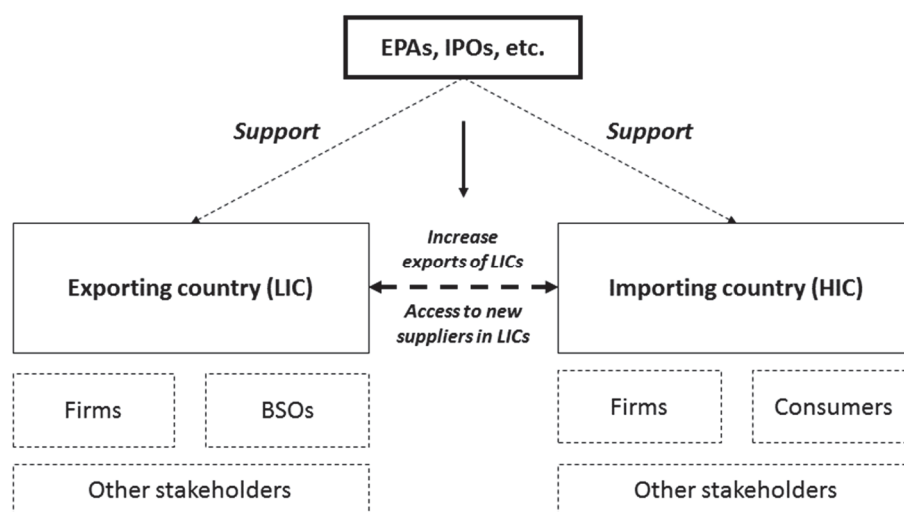 EPAs, IPOs, etc.
Support
Support
Increase
exports of LICs
Exporting country (LIC)
Importing country (HIC)
Access to new
suppliers in LICs
Firms
BSOs
Firms
Consumers
Other stakeholders
Other stakeholders